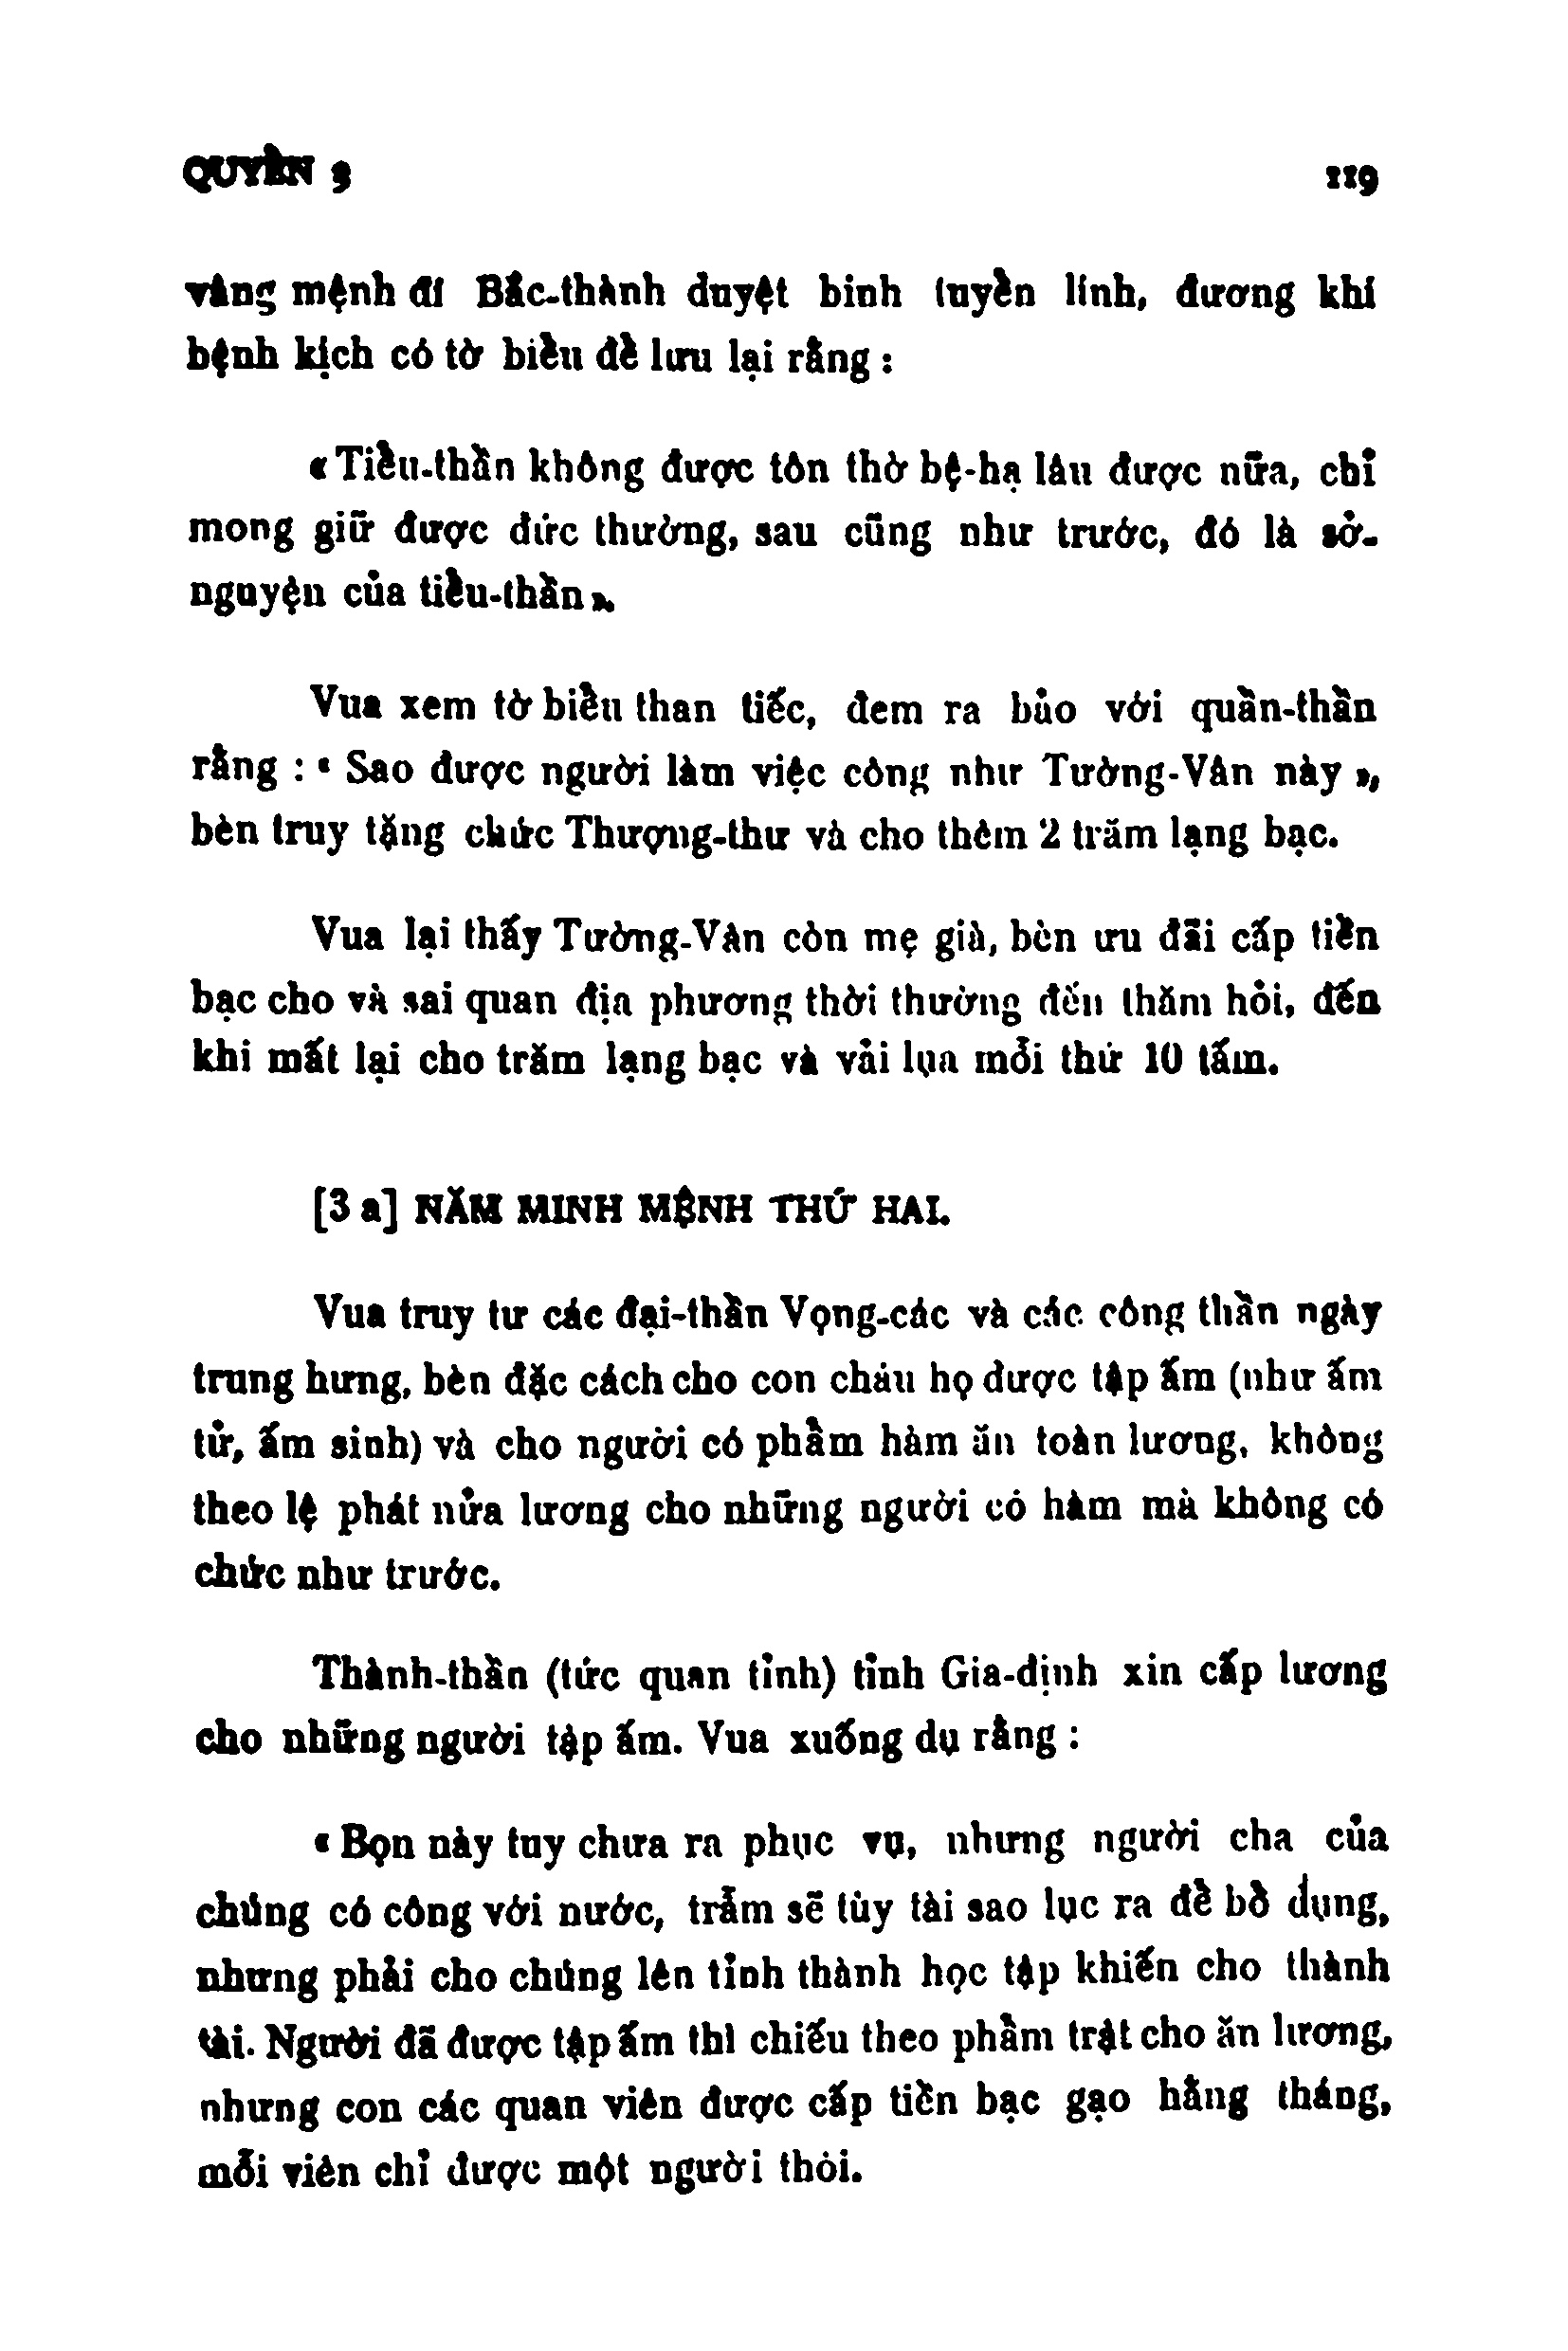 QUYỂN 3 119
vâng mệnh đi Bắc-thành duyệt binh tuyển lính, đương khi
bệnh kịch có tờ biểu để lưu lại rằng :
« Tiểu-thần không được tôn thờ bệ-hạ lâu được nữa, chỉ
mong giữ được đức thường, sau cũng như trước, đó là sở-
nguyện của tiểu-thần ».
Vua xem tờ biểu than tiếc, đem ra bảo với quần-thần
rằng : « Sao được người làm việc công như Tường-Vân này »,
bèn truy tặng chức Thượng-thư và cho thêm 2 trăm lạng bạc.
Vua lại thấy Tường-Vân còn mẹ già, bèn ưu đãi cấp tiền
bạc cho và sai quan địa phương thời thường đến thăm hỏi, đến
khi mất lại cho trăm lạng bạc và vải lụa mỗi thứ 10 tấm.
[3 a] NĂM MINH MỆNH THỨ HAI.
Vua truy tư các đại-thần Vọng-các và các công thần ngày
trung hưng, bèn đặc cách cho con cháu họ được tập ấm (như ấm
tử, ấm sinh) và cho người có phẩm hàm ăn toàn lương, không
theo lệ phát nửa lương cho những người có hàm mà không có
chức như trước.
Thành-thần (tức quan tỉnh) tỉnh Gia-định xin cấp lương
cho những người tập ấm. Vua xuống dụ rằng :
« Bọn này tuy chưa ra phục vụ, nhưng người cha của
chúng có công với nước, trẫm sẽ tùy tài sao lục ra để bổ dụng,
nhưng phải cho chúng lên tỉnh thành học tập khiến cho thành
tài. Người đã được tập ấm thì chiếu theo phẩm trật cho ăn lương,
nhưng con các quan viên được cấp tiền bạc gạo hằng tháng,
mỗi viên chỉ được một người thôi.